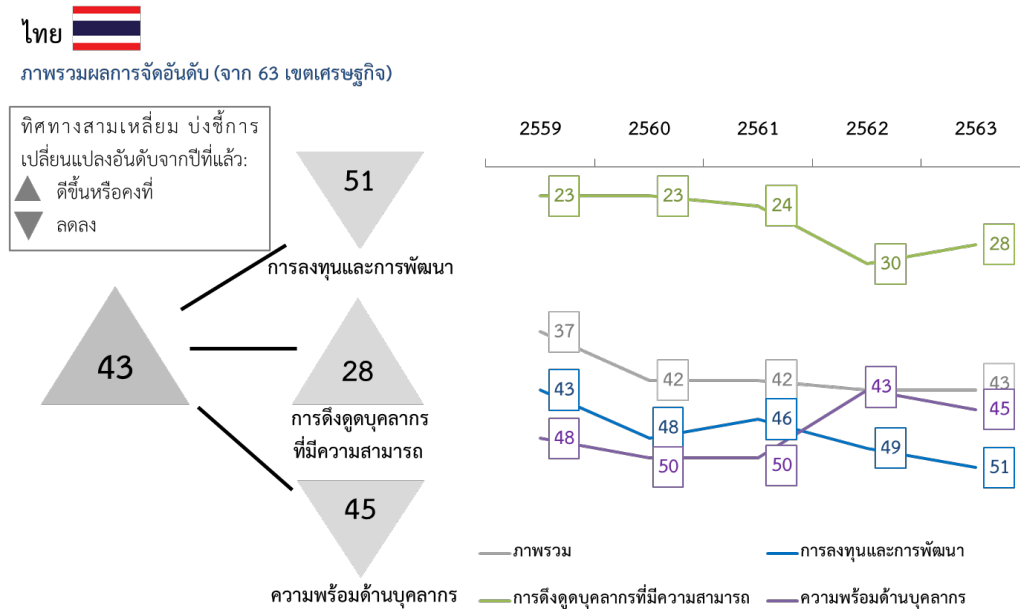 ไทย
ภาพรวมผลการจัดอันดับ (จาก 63 เขตเศรษฐกิจ)
ทิศทางสามเหลี่ยม บ่งชี้การ
เปลี่ยนแปลงอันดับจากปีที่แล้ว:
ดีขึ้นหรือคงที่
ลดลง
51
การลงทุนและการพัฒนา
43
28
การดึงดูดบุคลากร
ที่มีความสามารถ
45
ความพร้อมด้านบุคลากร
2559 2560 2561 2562 2563
23 23 24 30 28
37 42 42 43
43 48 46 49 51
48 50 50 43 45
ภาพรวม การลงทุนและการพัฒนา
การดึงดูดบุคลากรที่มีความสามารถ ความพร้อมด้านบุคลากร